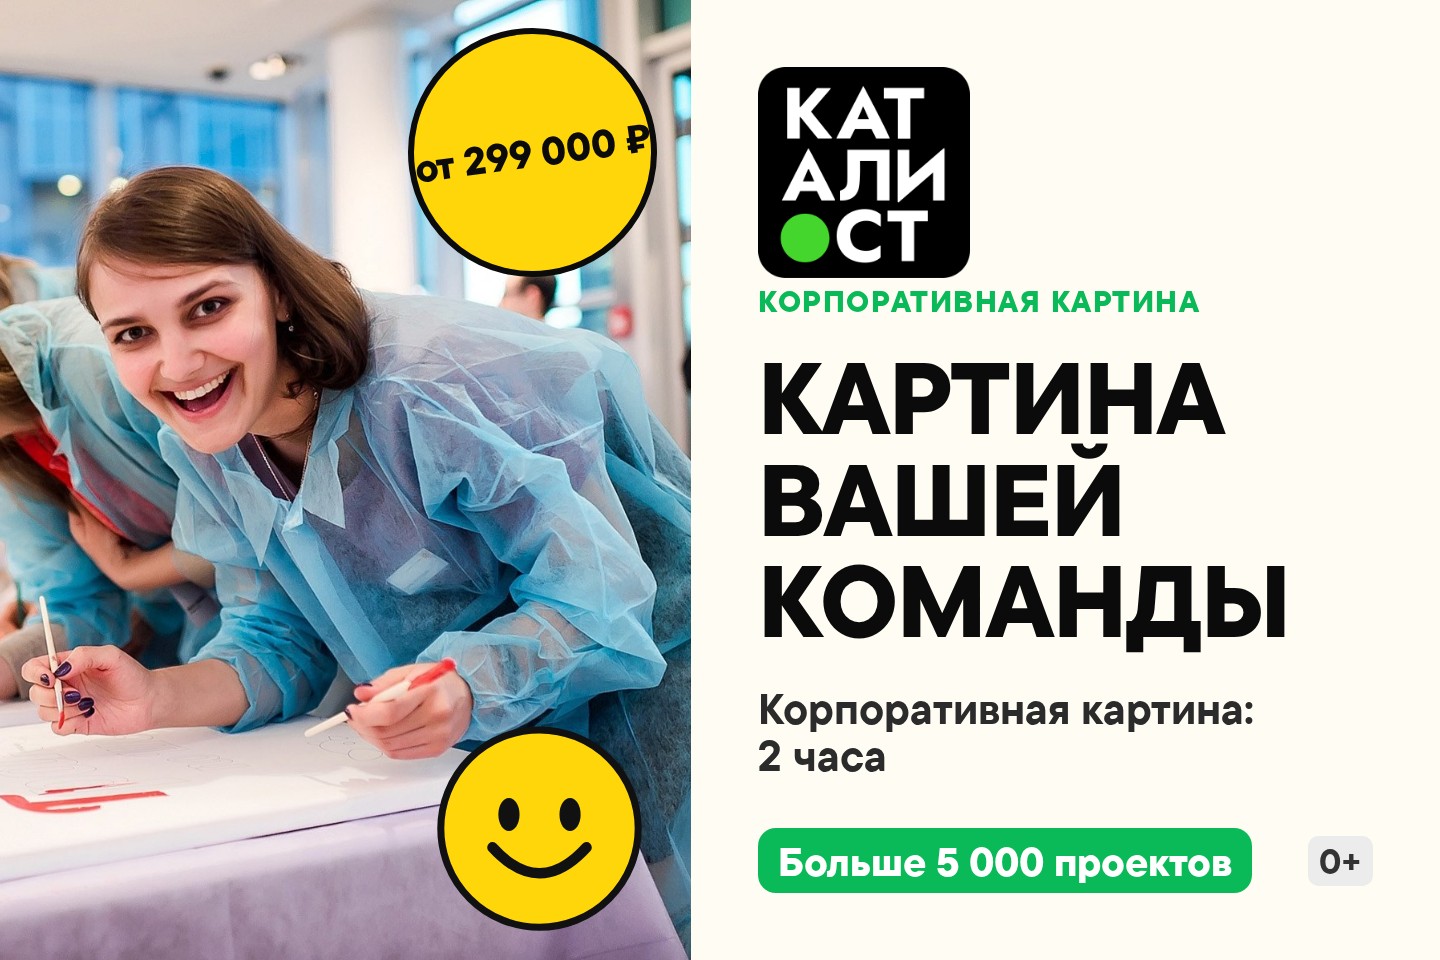 от 299 000 ₽
КАТ
АЛИ
СТ
КОРПОРАТИВНАЯ КАРТИНА
КАРТИНА
ВАШЕЙ
КОМАНДЫ
Корпоративная картина:
2 часа
Больше 5 000 проектов
0+